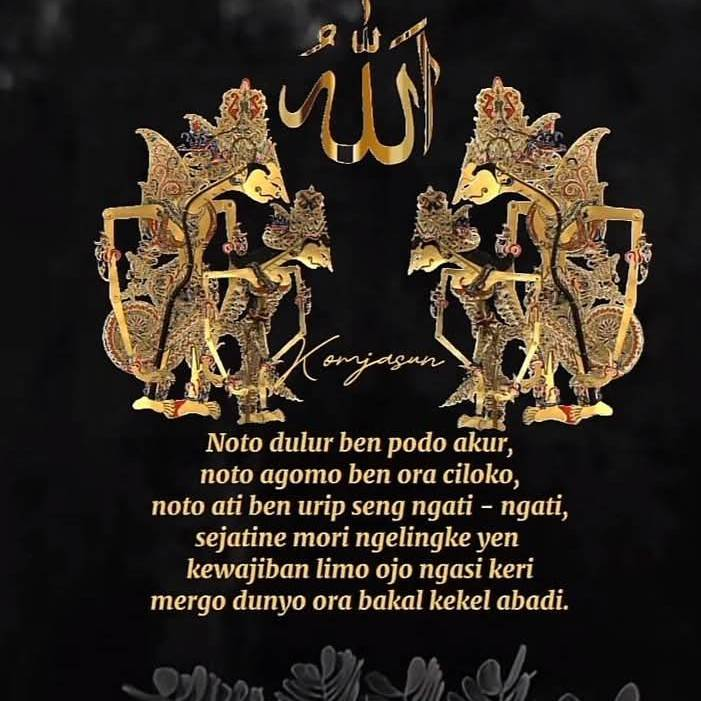 الله
Komjasun
Noto dulur ben podo akur,
noto agomo ben ora ciloko,
noto ati ben urip seng ngati - ngati,
sejatine mori ngelingke yen
kewajiban limo ojo ngasi keri
mergo dunyo ora bakal kekel abadi.